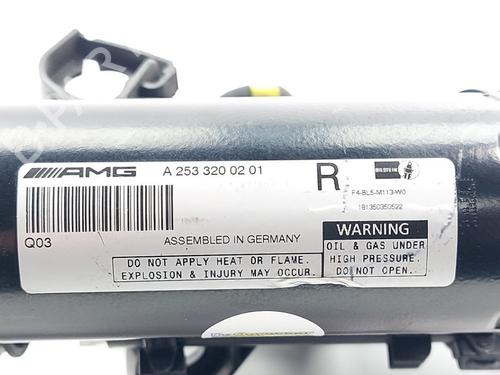 AMG A 253 320 02 01 R BILSTEIN
F4-BL5-M113-W0
181350350522
Q03 ASSEMBLED IN GERMANY
WARNING
OIL & GAS UNDER
HIGH PRESSURE.
DO NOT OPEN.
DO NOT APPLY HEAT OR FLAME.
EXPLOSION & INJURY MAY OCCUR.